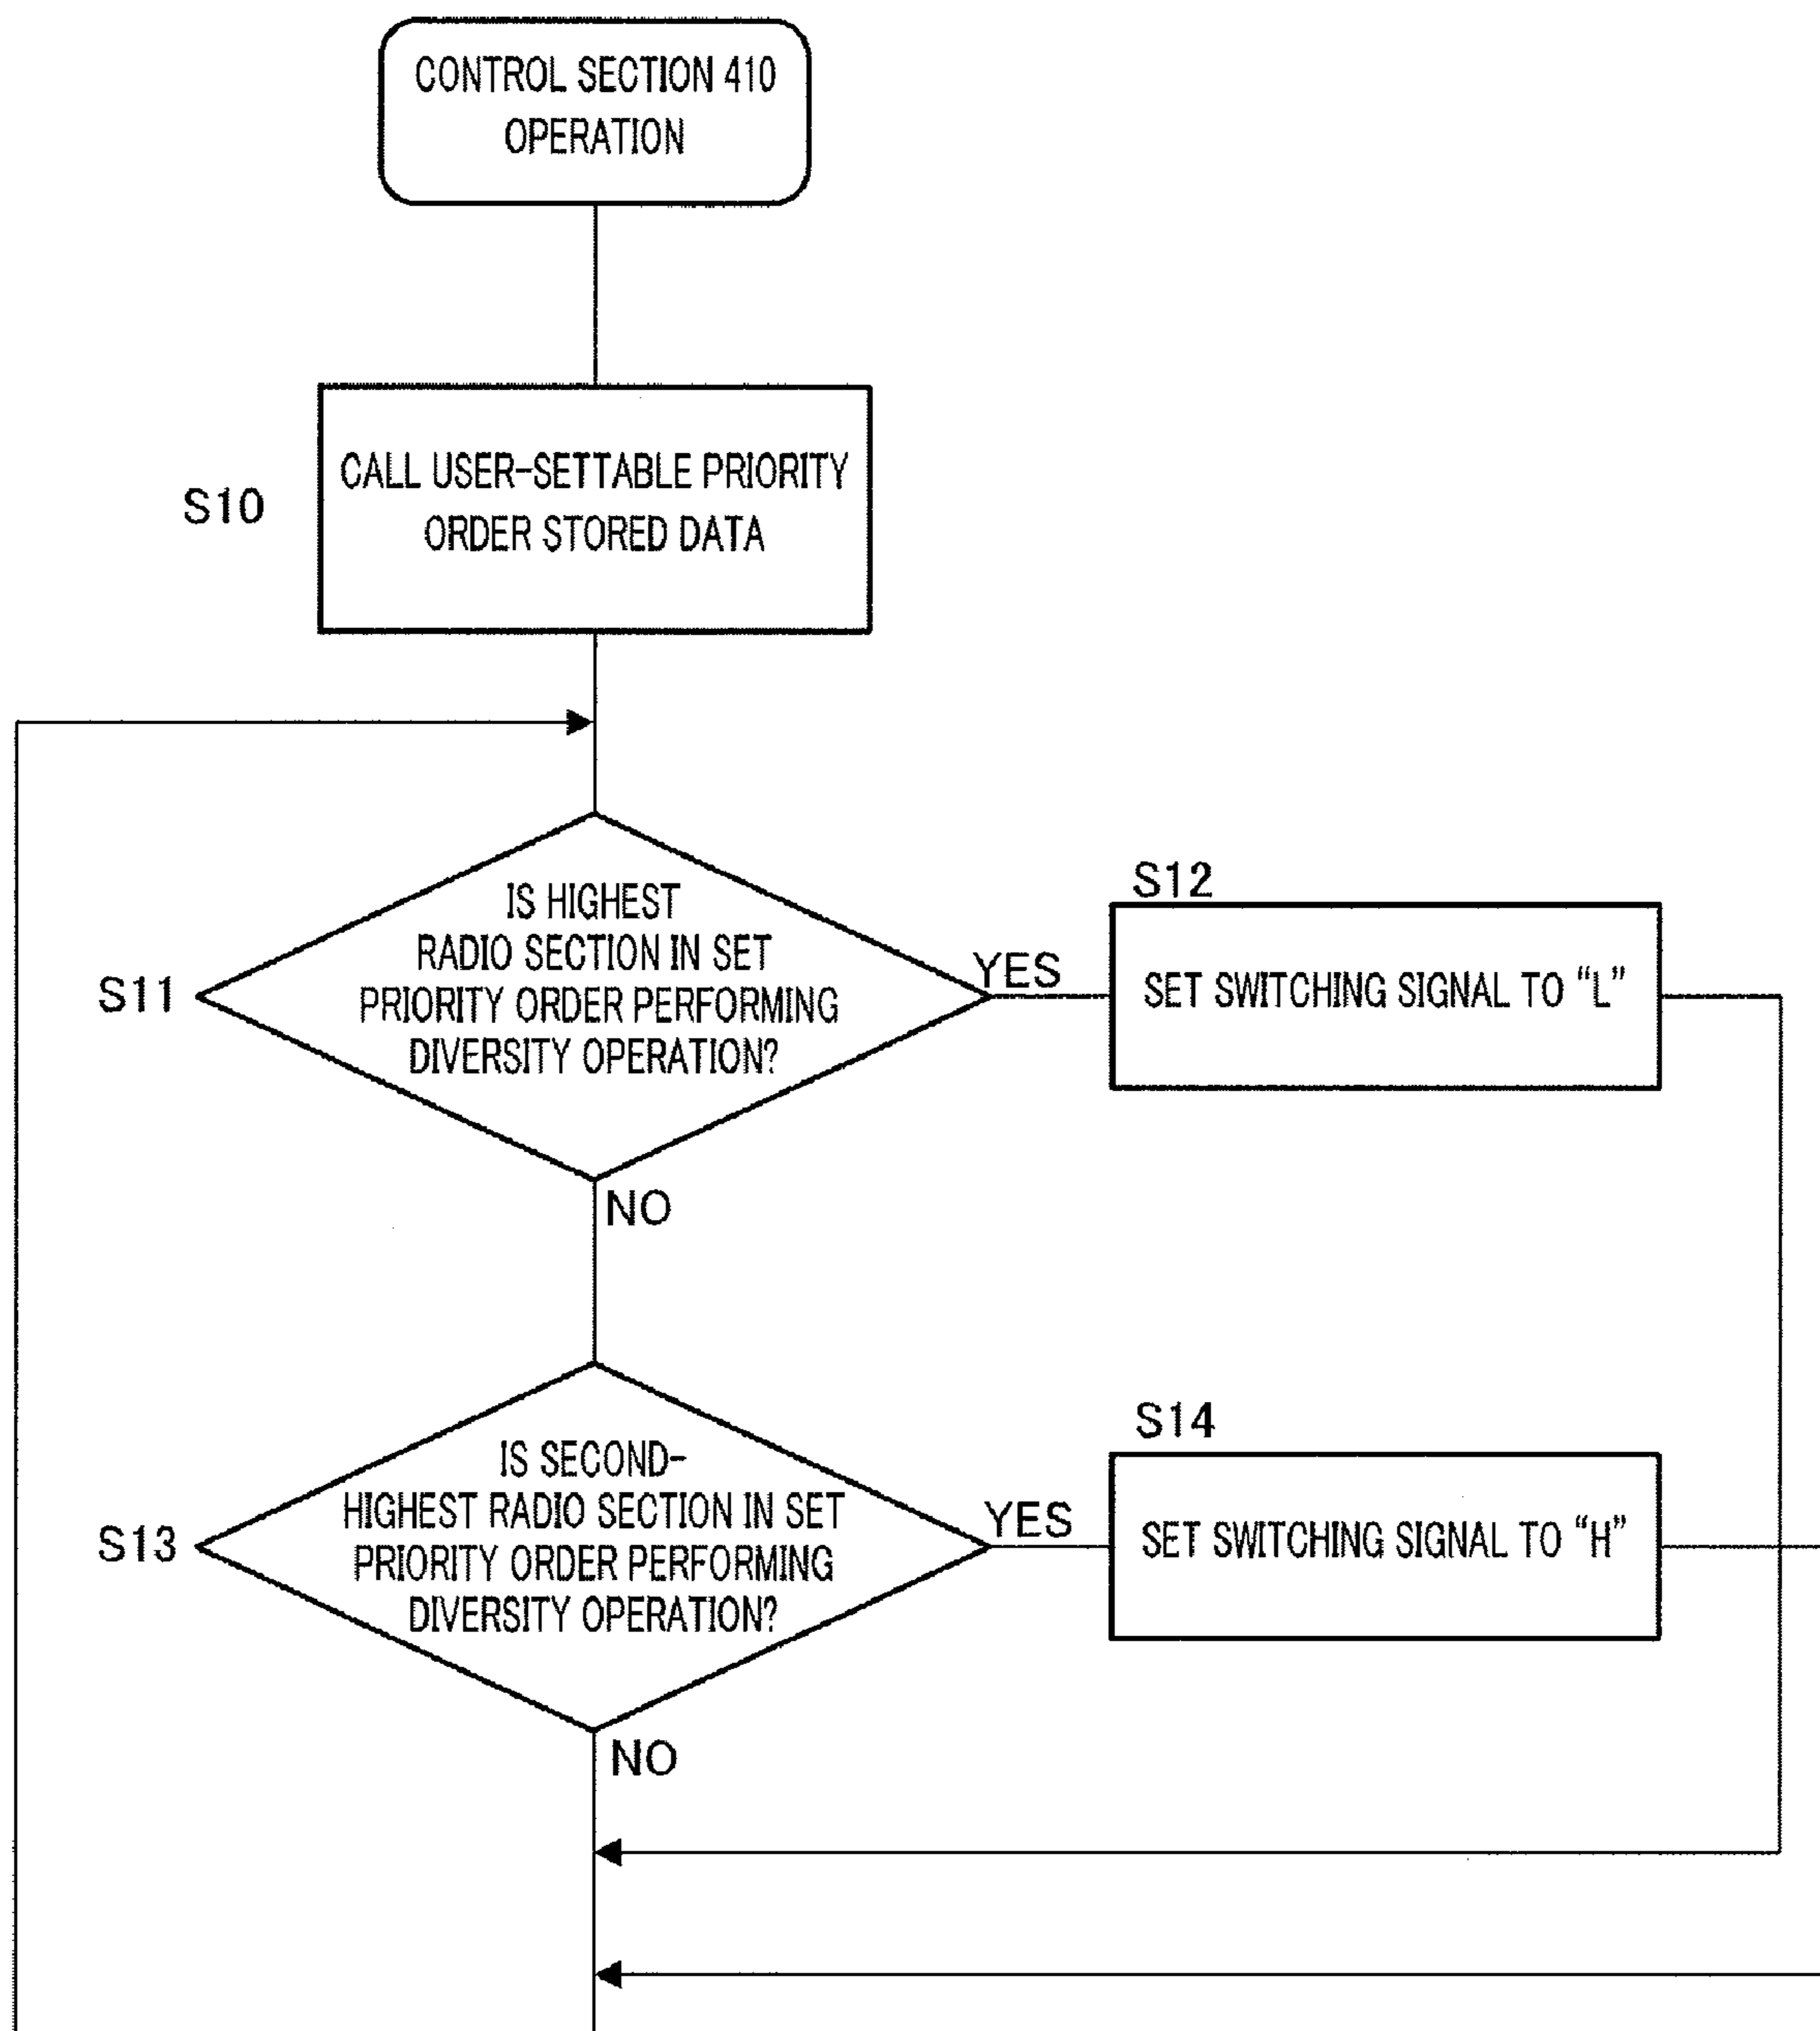 CONTROL SECTION 410
OPERATION
S10
CALL USER-SETTABLE PRIORITY
ORDER STORED DATA
S11
IS HIGHEST
RADIO SECTION IN SET
PRIORITY ORDER PERFORMING
DIVERSITY OPERATION?
YES
S12
SET SWITCHING SIGNAL TO “L”
NO
S13
IS SECOND-
HIGHEST RADIO SECTION IN SET
PRIORITY ORDER PERFORMING
DIVERSITY OPERATION?
YES
S14
SET SWITCHING SIGNAL TO “H”
NO